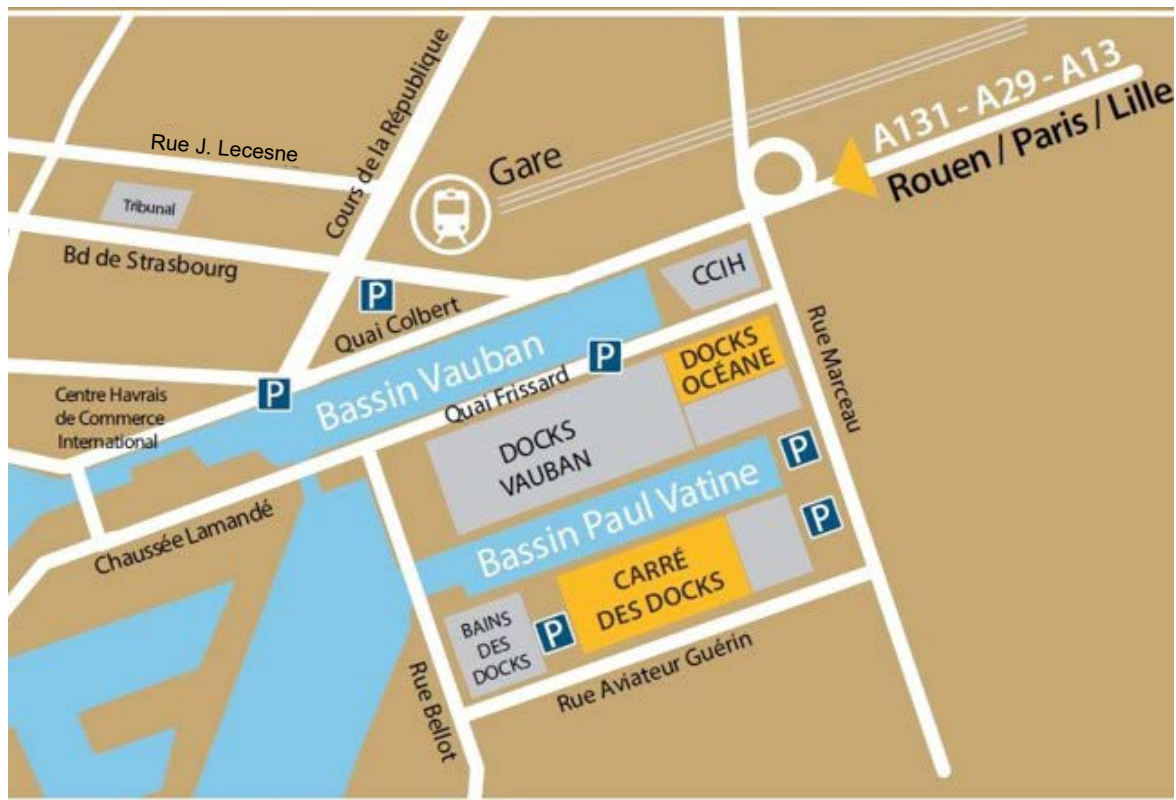 Cours de la République
A131 - A29 - A13
Rouen / Paris / Lille
Rue J. Lecesne
Gare
Tribunal
Bd de Strasbourg
CCIH
P
Quai Colbert
Bassin Vauban
P
DOCKS
OCÉANE
Rue Marceau
P
Quai Frissard
Centre Havrais
de Commerce
International
DOCKS
VAUBAN
P
Bassin Paul Vatine
P
Chaussée Lamandé
CARRÉ
DES DOCKS
BAINS
DES
DOCKS
P
Rue Bellot
Rue Aviateur Guérin